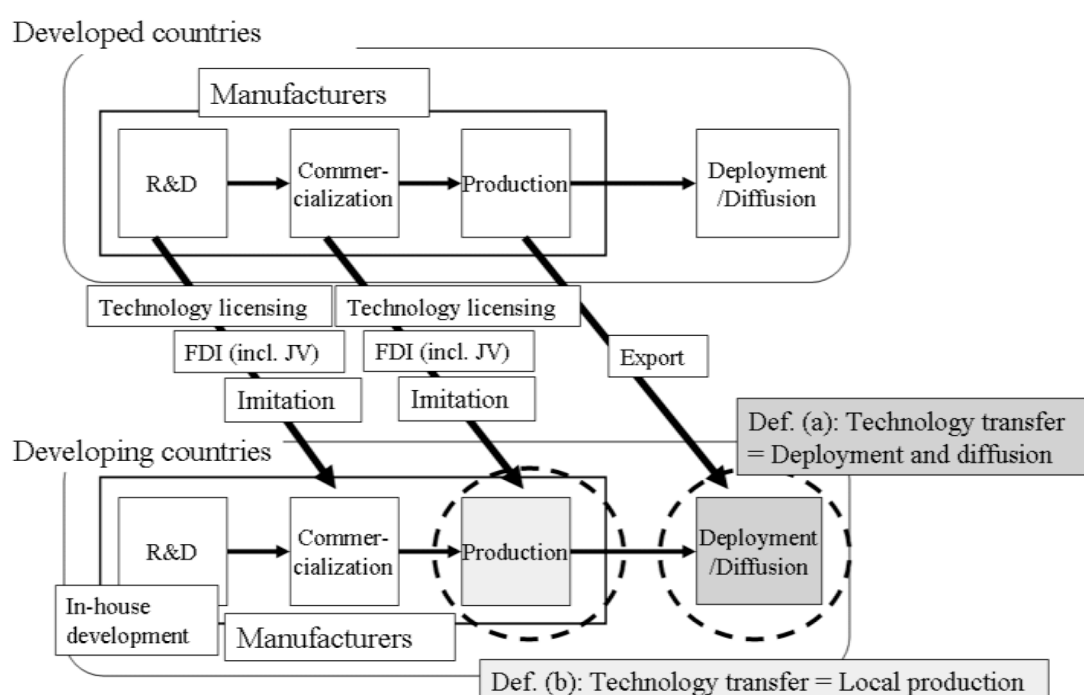 Developed countries
Manufacturers
R&D
Commer-
cialization
Production
Deployment
/Diffusion
Technology licensing
Technology licensing
FDI (incl. JV)
FDI (incl. JV)
Export
Imitation
Imitation
Def. (a): Technology transfer
= Deployment and diffusion
Developing countries
R&D
Commer-
cialization
Production
Deployment
/Diffusion
In-house
development
Manufacturers
Def. (b): Technology transfer = Local production